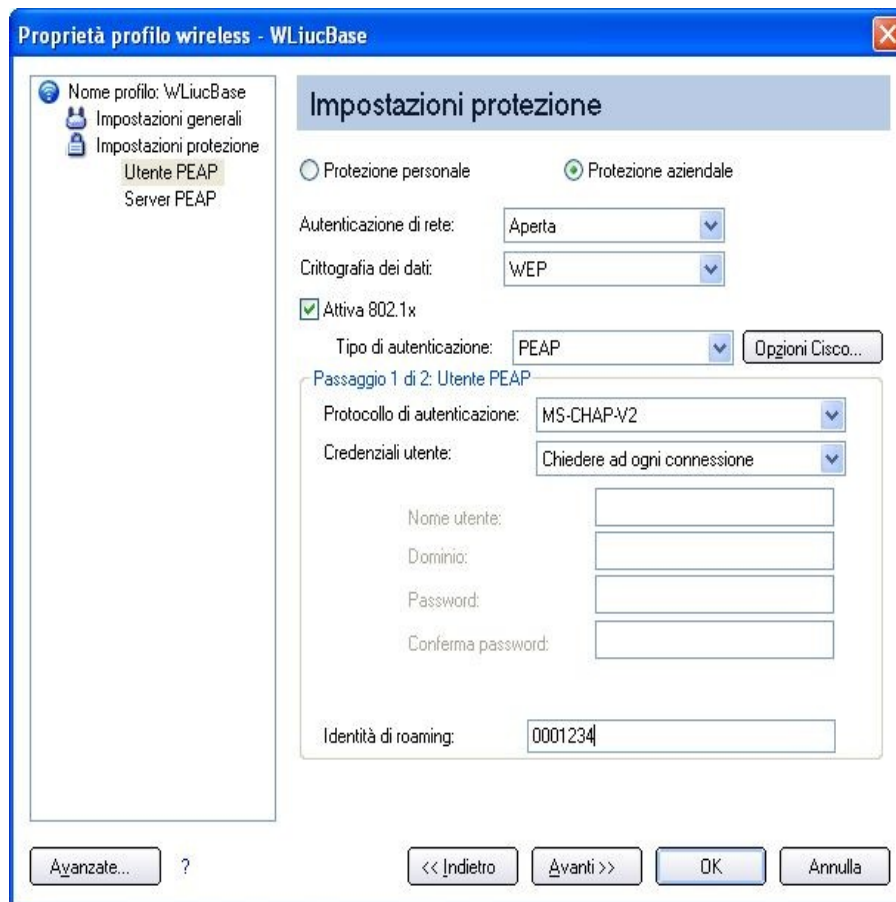 Proprietà profilo wireless - WLiucBase
Nome profilo: WLiucBase
Impostazioni generali
Impostazioni protezione
Utente PEAP
Server PEAP
Impostazioni protezione
Protezione personale
Protezione aziendale
Autenticazione di rete: Aperta
Crittografia dei dati: WEP
Attiva 802.1x
Tipo di autenticazione: PEAP Opzioni Cisco...
Passaggio 1 di 2: Utente PEAP
Protocollo di autenticazione: MS-CHAP-V2
Credenziali utente: Chiedere ad ogni connessione
Nome utente:
Dominio:
Password:
Conferma password:
Identità di roaming: 0001234
Avanzate... ? << Indietro Avanti >> OK Annulla